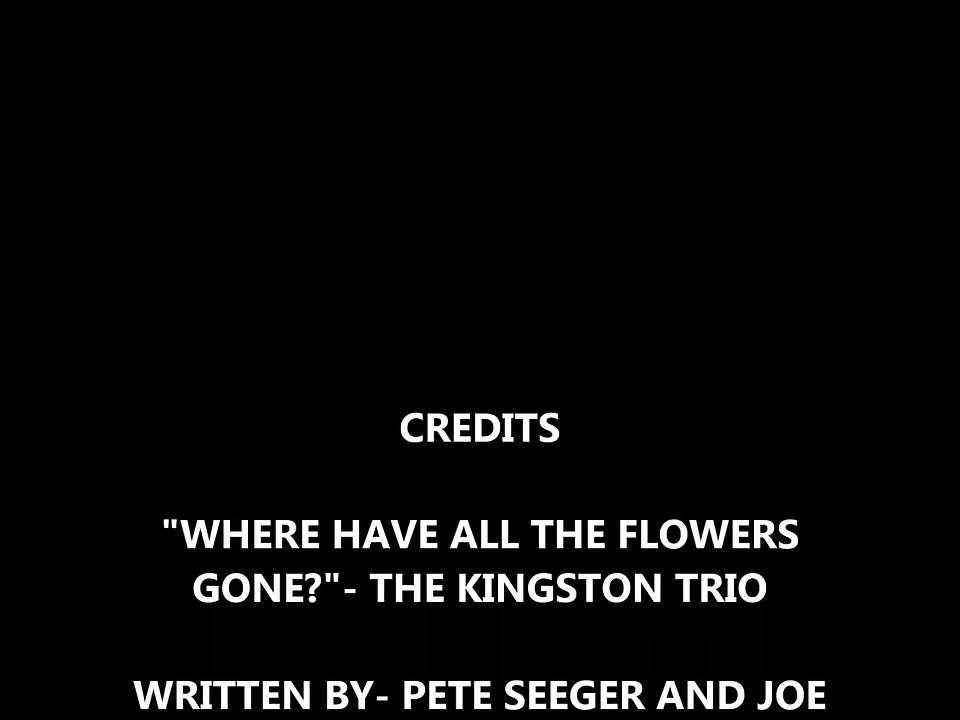 CREDITS
"WHERE HAVE ALL THE FLOWERS
GONE?"- THE KINGSTON TRIO
WRITTEN BY- PETE SEEGER AND JOE